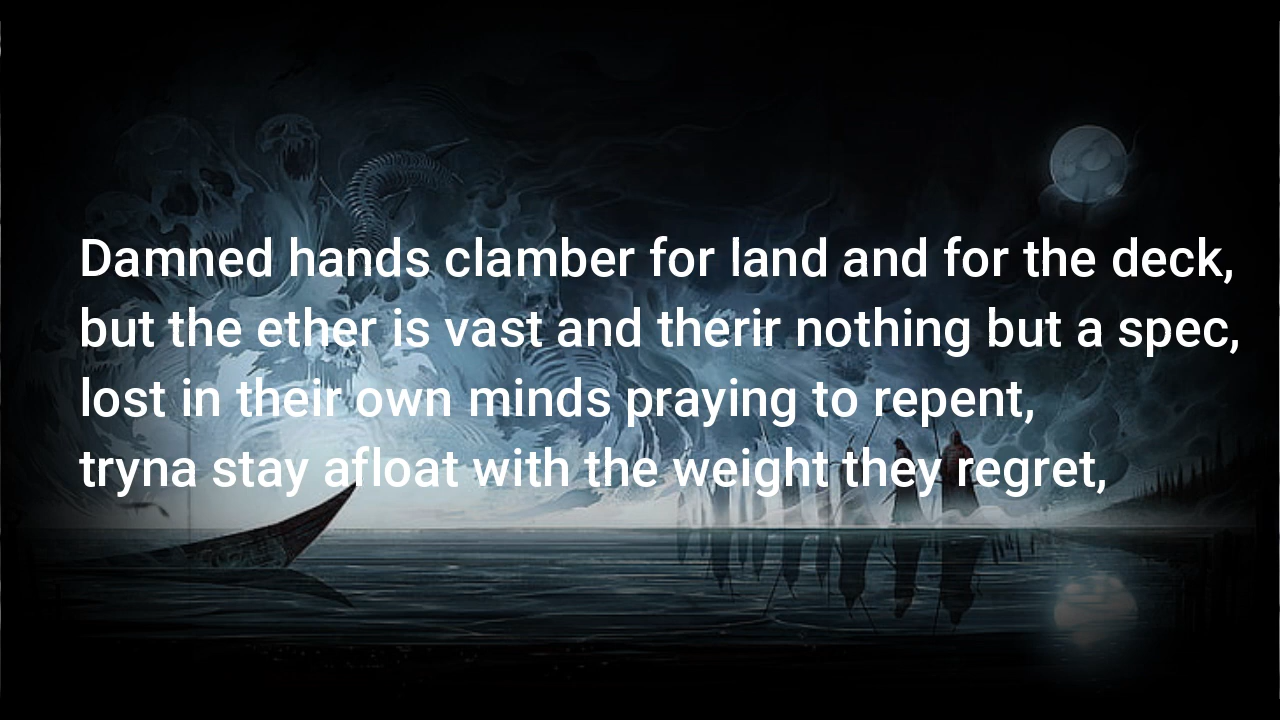 Damned hands clamber for land and for the deck,
but the ether is vast and therir nothing but a spec,
lost in their own minds praying to repent,
tryna stay afloat with the weight they regret,